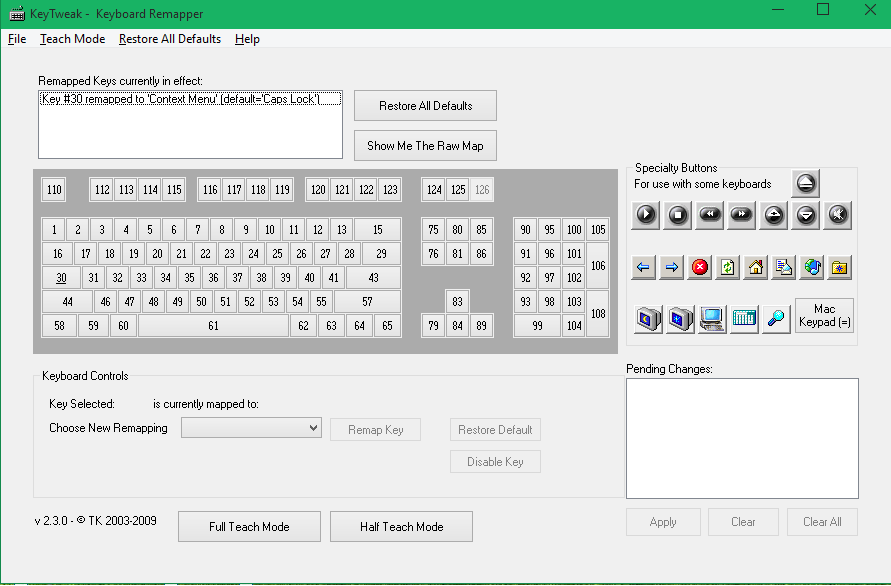 KeyTweak -  Keyboard Remapper
File Teach Mode Restore All Defaults Help
Remapped Keys currently in effect:
Key #30 remapped to 'Context Menu' (default='Caps Lock')
Restore All Defaults
Show Me The Raw Map
110 112 113 114 115 116 117 118 119 120 121 122 123 124 125 126
1 2 3 4 5 6 7 8 9 10 11 12 13 15 75 80 85 90 95 100 105
16 17 18 19 20 21 22 23 24 25 26 27 28 29 76 81 86 91 96 101
106
30 31 32 33 34 35 36 37 38 39 40 41 43 92 97 102
44 46 47 48 49 50 51 52 53 54 55 57 83 93 98 103
108
58 59 60 61 62 63 64 65 79 84 89 99 104
Specialty Buttons
For use with some keyboards
Mac
Keypad (=)
Keyboard Controls
Key Selected: is currently mapped to:
Choose New Remapping
Remap Key
Restore Default
Disable Key
Pending Changes:
v 2.3.0 - © TK 2003-2009
Full Teach Mode
Half Teach Mode
Apply
Clear
Clear All